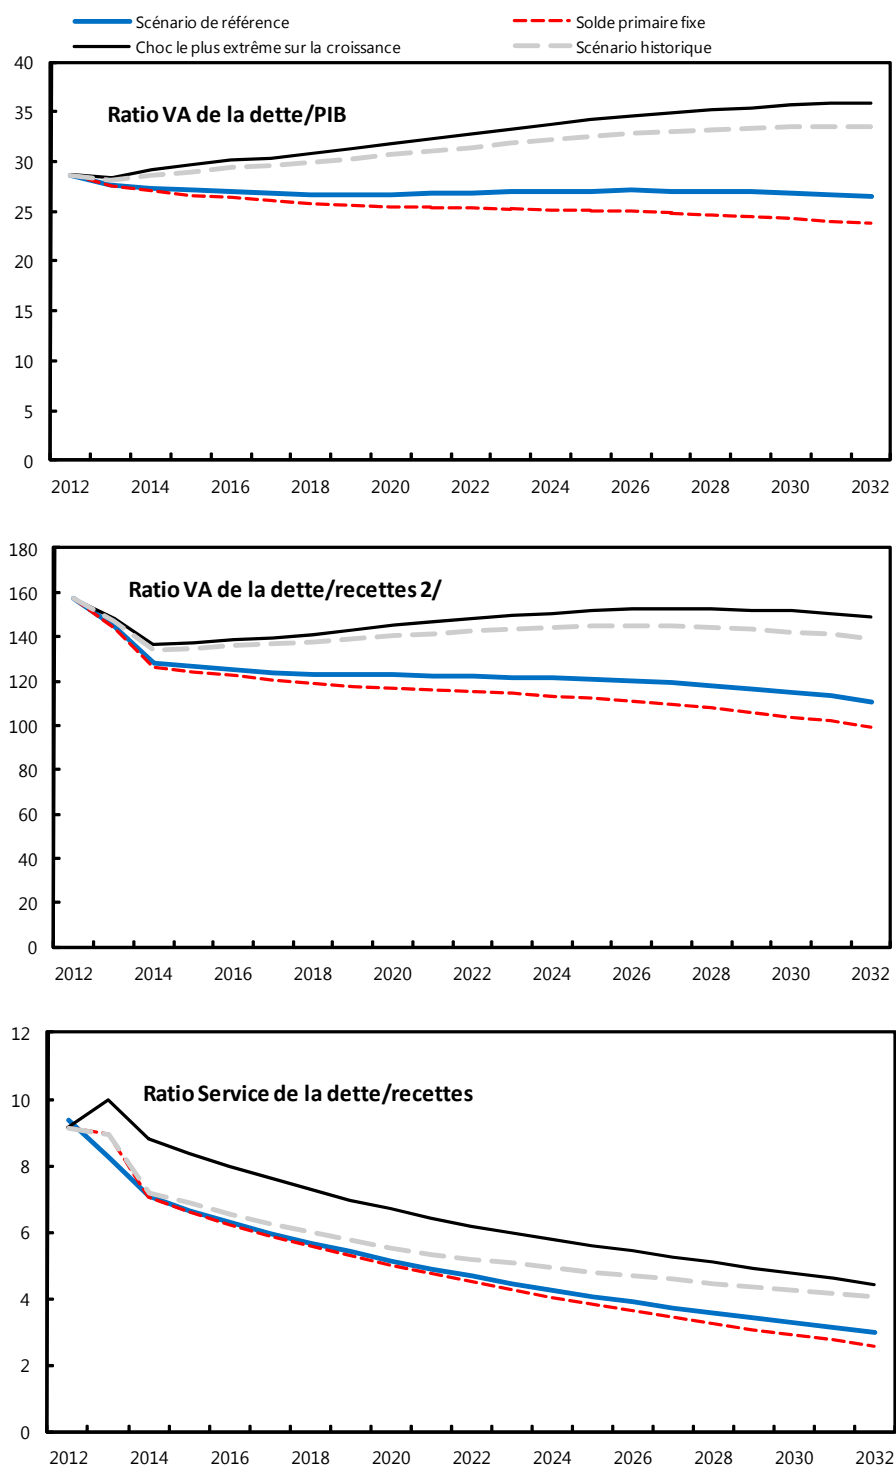 Scénario de référence
Solde primaire fixe
Choc le plus extrême sur la croissance
Scénario historique
Ratio VA de la dette/PIB
40
35
30
25
20
15
10
5
0
2012 2014 2016 2018 2020 2022 2024 2026 2028 2030 2032
Ratio VA de la dette/recettes 2/
180
160
140
120
100
80
60
40
20
0
2012 2014 2016 2018 2020 2022 2024 2026 2028 2030 2032
Ratio Service de la dette/recettes
12
10
8
6
4
2
0
2012 2014 2016 2018 2020 2022 2024 2026 2028 2030 2032